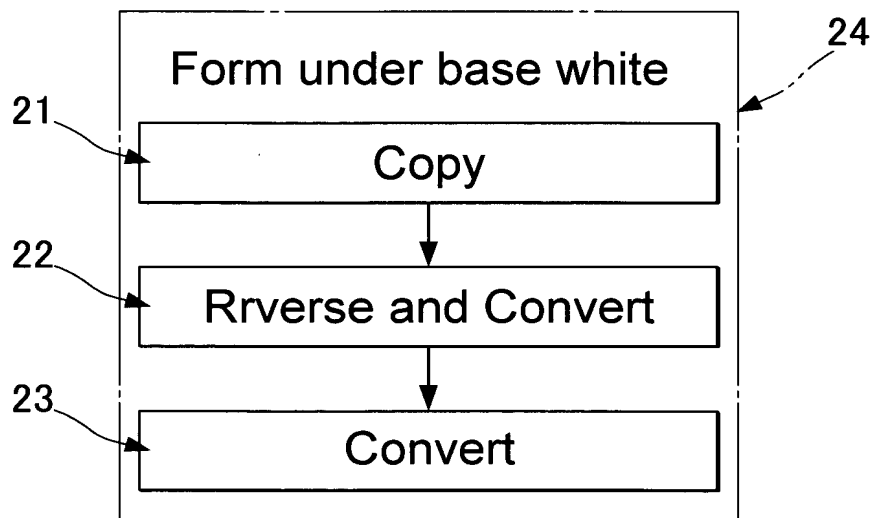 Form under base white
24
21
Copy
22
Rrverse and Convert
23
Convert